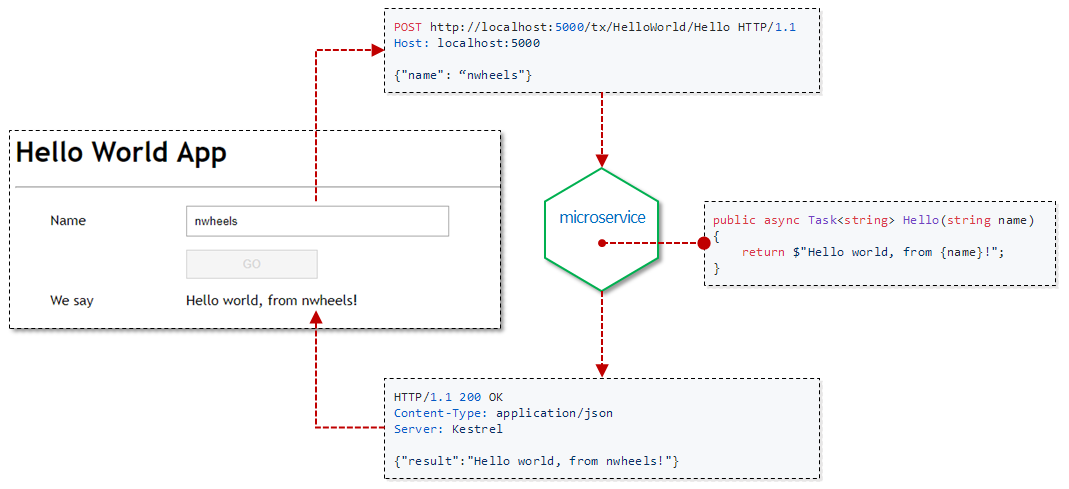 POST http://localhost:5000/tx/HelloWorld/Hello HTTP/1.1
Host: localhost:5000
{"name": “nwheels"}
Hello World App
Name
nwheels
GO
We say
Hello world, from nwheels!
microservice
public async Task<string> Hello(string name)
{
return $"Hello world, from {name}!";
}
HTTP/1.1 200 OK
Content-Type: application/json
Server: Kestrel
{"result":"Hello world, from nwheels!"}